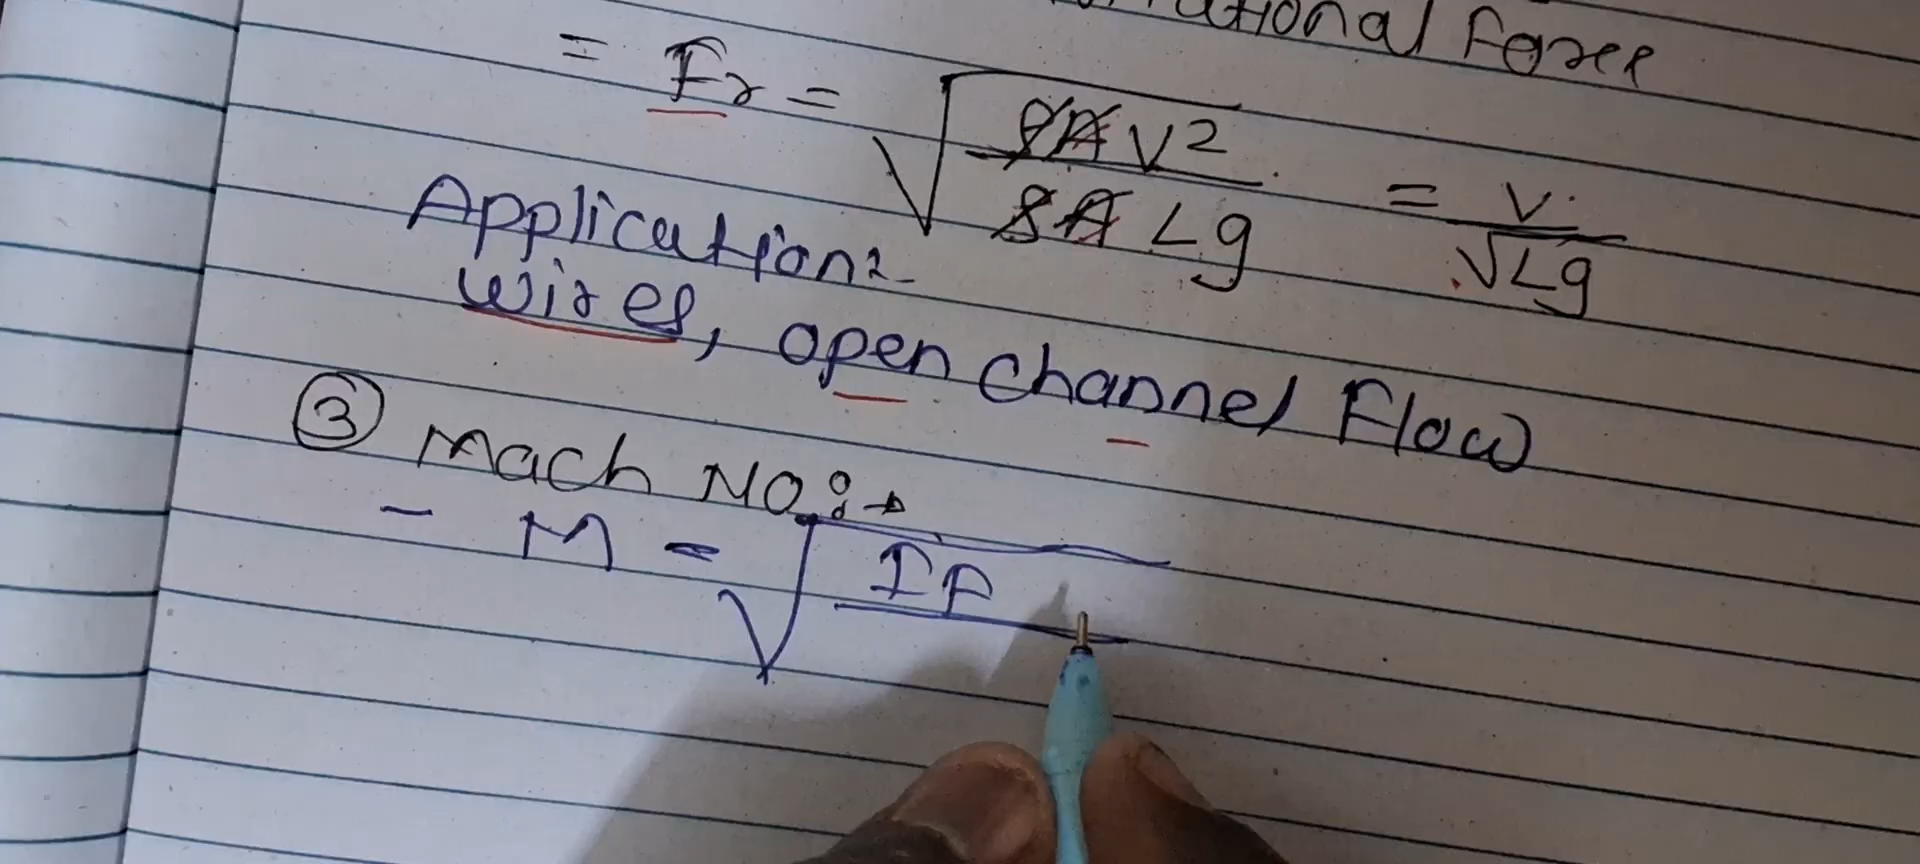 ational Force
= Fr = √ ρAV² / ρALg = V / √Lg
Application:-
Wires, open channel Flow
③ Mach NO:→
- M = √ IF